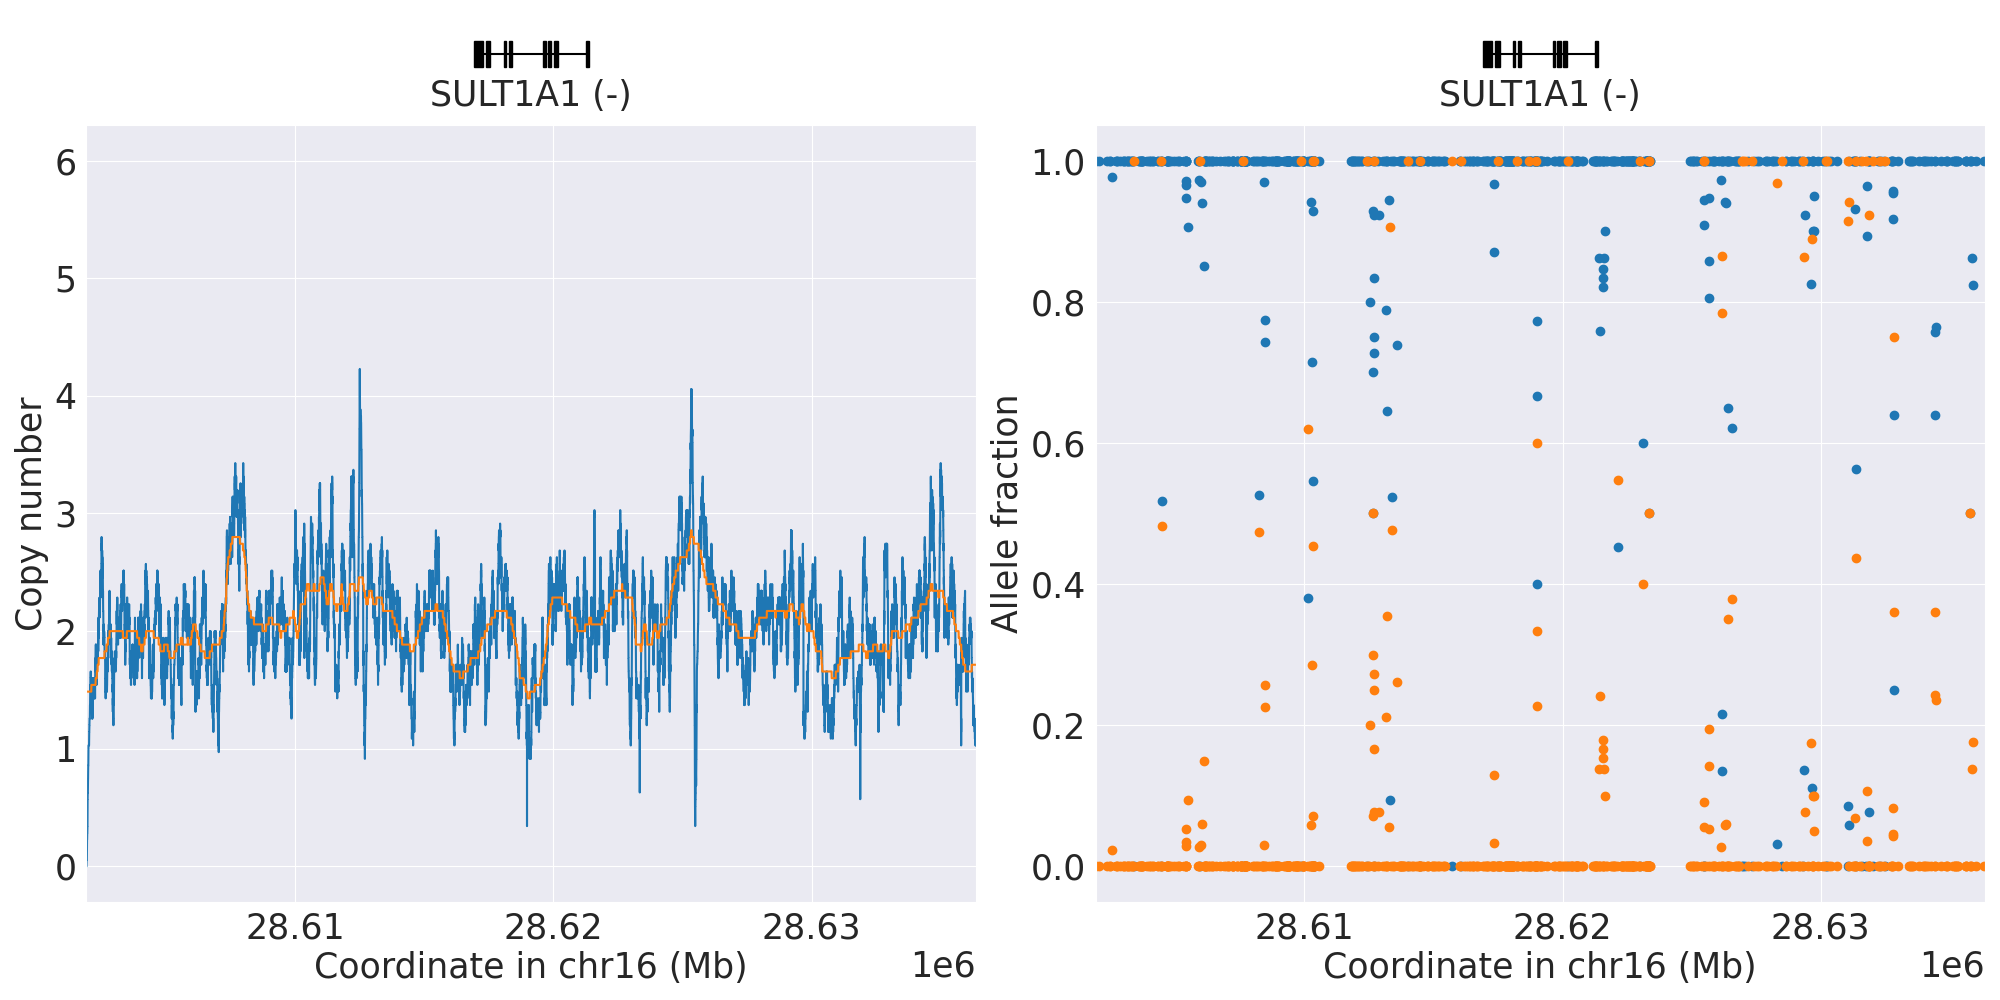 SULT1A1 (-)
Copy number
6
5
4
3
2
1
0
28.61
28.62
28.63
Coordinate in chr16 (Mb)
1e6
SULT1A1 (-)
Allele fraction
1.0
0.8
0.6
0.4
0.2
0.0
28.61
28.62
28.63
Coordinate in chr16 (Mb)
1e6